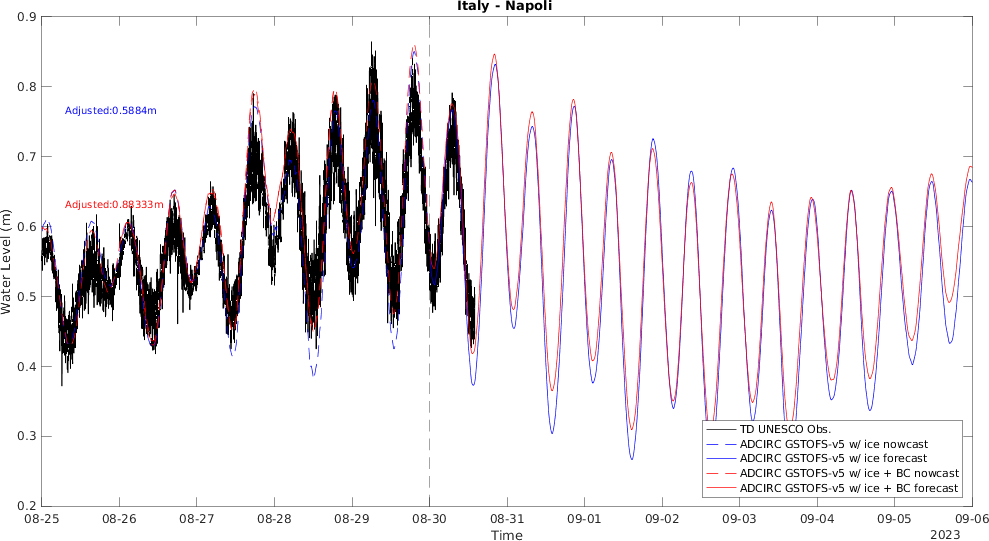 Italy - Napoli
0.9
0.8
0.7
0.6
0.5
0.4
0.3
0.2
Water Level (m)
Adjusted:0.5884m
Adjusted:0.88333m
TD UNESCO Obs.
ADCIRC GSTOFS-v5 w/ ice nowcast
ADCIRC GSTOFS-v5 w/ ice forecast
ADCIRC GSTOFS-v5 w/ ice + BC nowcast
ADCIRC GSTOFS-v5 w/ ice + BC forecast
08-25 08-26 08-27 08-28 08-29 08-30 08-31 09-01 09-02 09-03 09-04 09-05 09-06
Time
2023